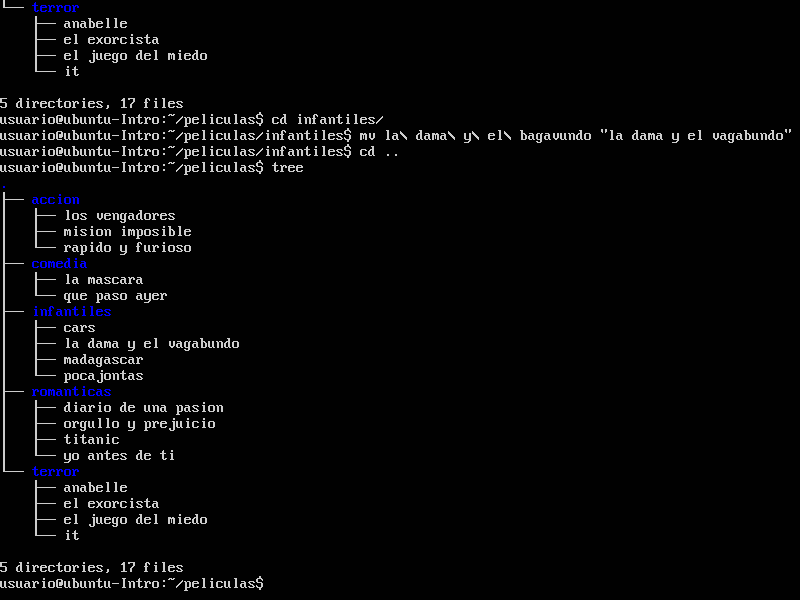 └── terror
    ├── anabelle
    ├── el exorcista
    ├── el juego del miedo
    └── it
5 directories, 17 files
usuario@ubuntu-Intro:~/peliculas$ cd infantiles/
usuario@ubuntu-Intro:~/peliculas/infantiles$ mv la\ dama\ y\ el\ bagavundo "la dama y el vagabundo"
usuario@ubuntu-Intro:~/peliculas/infantiles$ cd ..
usuario@ubuntu-Intro:~/peliculas$ tree
.
├── accion
│   ├── los vengadores
│   ├── mision imposible
│   └── rapido y furioso
├── comedia
│   ├── la mascara
│   └── que paso ayer
├── infantiles
│   ├── cars
│   ├── la dama y el vagabundo
│   ├── madagascar
│   └── pocajontas
├── romanticas
│   ├── diario de una pasion
│   ├── orgullo y prejuicio
│   ├── titanic
│   └── yo antes de ti
└── terror
    ├── anabelle
    ├── el exorcista
    ├── el juego del miedo
    └── it
5 directories, 17 files
usuario@ubuntu-Intro:~/peliculas$